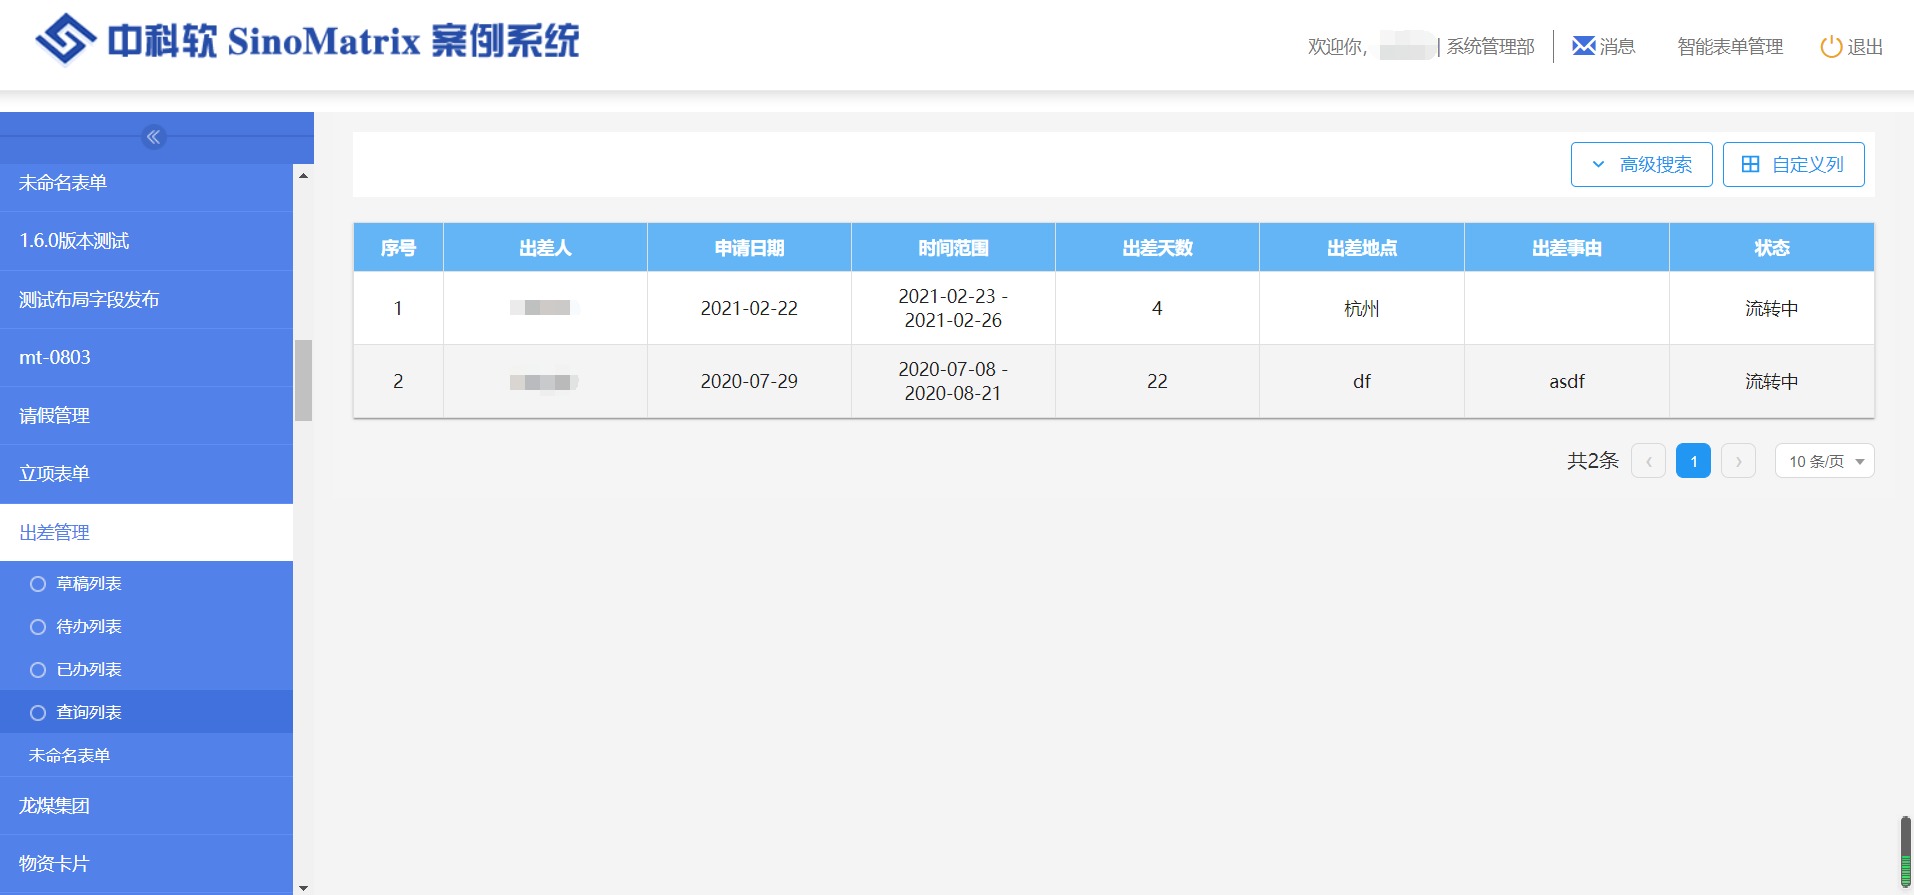 中科软 SinoMatrix 案例系统
欢迎你, | 系统管理部 消息 智能表单管理 退出
未命名表单
1.6.0版本测试
测试布局字段发布
mt-0803
请假管理
立项表单
出差管理
草稿列表
待办列表
已办列表
查询列表
未命名表单
龙煤集团
物资卡片
高级搜索 自定义列
序号 出差人 申请日期 时间范围 出差天数 出差地点 出差事由 状态
1 2021-02-22 2021-02-23 - 4 杭州 流转中
2021-02-26
2 2020-07-29 2020-07-08 - 22 df asdf 流转中
2020-08-21
共2条 ‹ 1 › 10 条/页